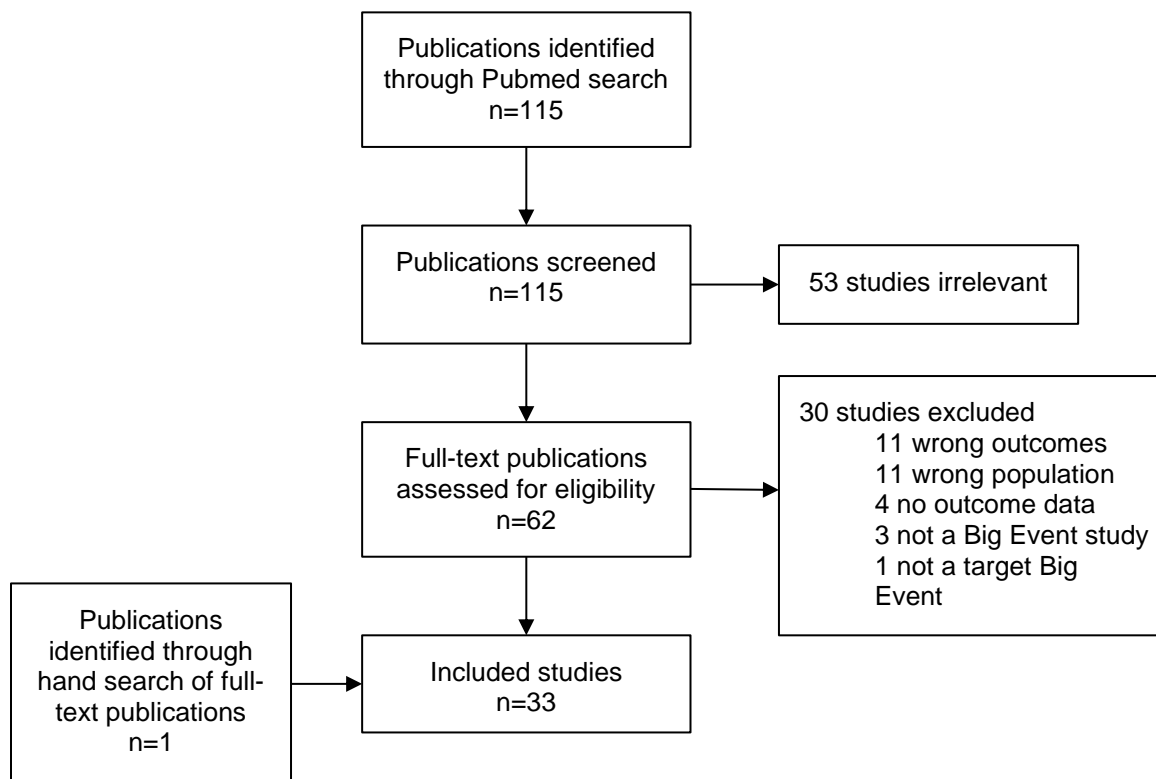 Publications identified
through Pubmed search
n=115
Publications screened
n=115
53 studies irrelevant
Full-text publications
assessed for eligibility
n=62
30 studies excluded
11 wrong outcomes
11 wrong population
4 no outcome data
3 not a Big Event study
1 not a target Big
Event
Publications
identified through
hand search of full-
text publications
n=1
Included studies
n=33